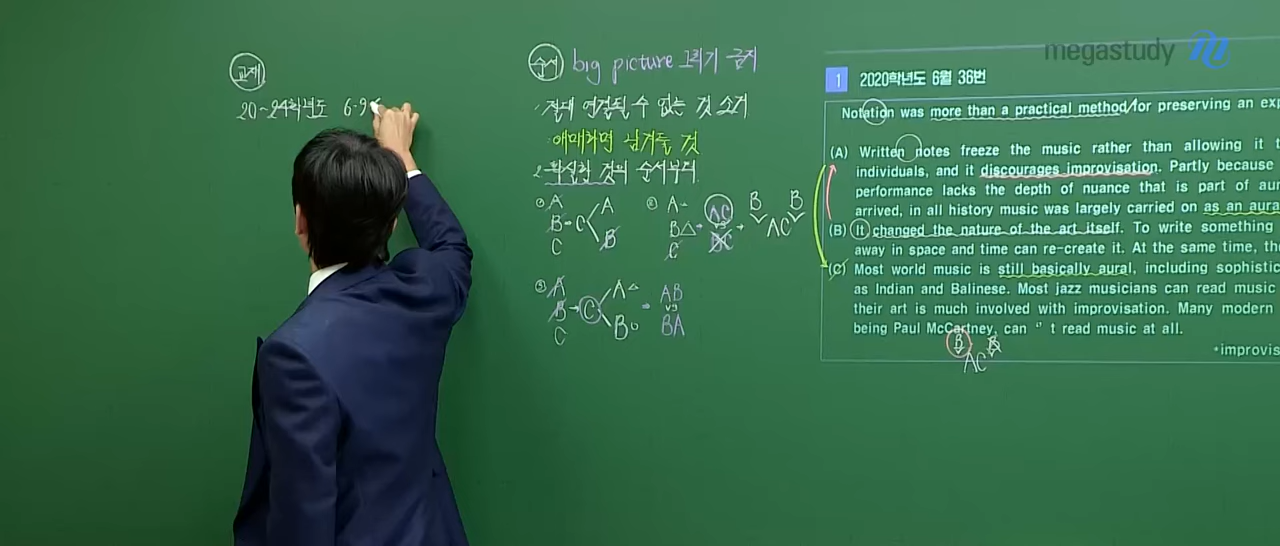 교재
20~24학년도 6·9
순서 big picture 그리기 금지
1. 절대 연결될 수 없는 것 소거
애매하면 남겨둘 것
2. 확실한 것의 순서부터
① A B C → C A B
② A B △ C → AC vs BC → B AC B
③ A B C → C A △ B ○ → AB vs BA
megastudy
1 2020학년도 6월 36번
Notation was more than a practical method for preserving an exp
(A) Written notes freeze the music rather than allowing it t
individuals, and it discourages improvisation. Partly because
performance lacks the depth of nuance that is part of au
arrived, in all history music was largely carried on as an aura
(B) It changed the nature of the art itself. To write something
away in space and time can re-create it. At the same time, the
(C) Most world music is still basically aural, including sophistic
as Indian and Balinese. Most jazz musicians can read music
their art is much involved with improvisation. Many modern
being Paul McCartney, can ' ' t read music at all.
*improvis
B AC B